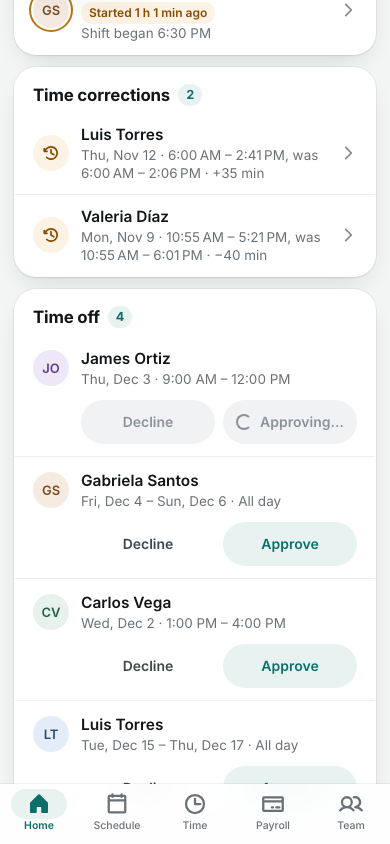 GS
Started 1 h 1 min ago
Shift began 6:30 PM
Time corrections 2
Luis Torres
Thu, Nov 12 · 6:00 AM – 2:41 PM, was
6:00 AM – 2:06 PM · +35 min
Valeria Díaz
Mon, Nov 9 · 10:55 AM – 5:21 PM, was
10:55 AM – 6:01 PM · −40 min
Time off 4
JO
James Ortiz
Thu, Dec 3 · 9:00 AM – 12:00 PM
Decline Approving...
GS
Gabriela Santos
Fri, Dec 4 – Sun, Dec 6 · All day
Decline Approve
CV
Carlos Vega
Wed, Dec 2 · 1:00 PM – 4:00 PM
Decline Approve
LT
Luis Torres
Tue, Dec 15 – Thu, Dec 17 · All day
Home Schedule Time Payroll Team